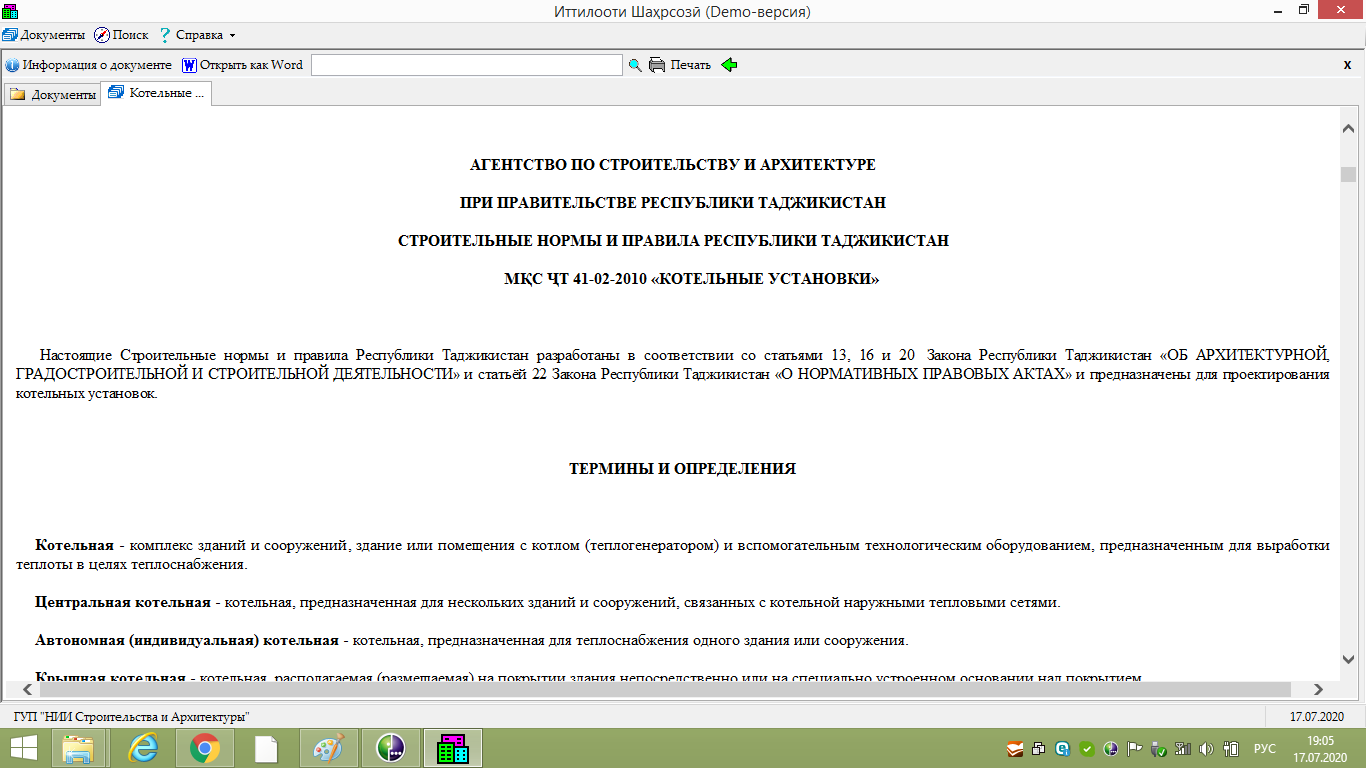 Иттилооти Шаҳрсозӣ (Demo-версия)
Документы Поиск Справка
Информация о документе Открыть как Word Печать x
Документы Котельные ...
АГЕНТСТВО ПО СТРОИТЕЛЬСТВУ И АРХИТЕКТУРЕ
ПРИ ПРАВИТЕЛЬСТВЕ РЕСПУБЛИКИ ТАДЖИКИСТАН
СТРОИТЕЛЬНЫЕ НОРМЫ И ПРАВИЛА РЕСПУБЛИКИ ТАДЖИКИСТАН
МҚС ҶТ 41-02-2010 «КОТЕЛЬНЫЕ УСТАНОВКИ»
Настоящие Строительные нормы и правила Республики Таджикистан разработаны в соответствии со статьями 13, 16 и 20 Закона Республики Таджикистан «ОБ АРХИТЕКТУРНОЙ,
ГРАДОСТРОИТЕЛЬНОЙ И СТРОИТЕЛЬНОЙ ДЕЯТЕЛЬНОСТИ» и статьёй 22 Закона Республики Таджикистан «О НОРМАТИВНЫХ ПРАВОВЫХ АКТАХ» и предназначены для проектирования
котельных установок.
ТЕРМИНЫ И ОПРЕДЕЛЕНИЯ
Котельная - комплекс зданий и сооружений, здание или помещения с котлом (теплогенератором) и вспомогательным технологическим оборудованием, предназначенным для выработки
теплоты в целях теплоснабжения.
Центральная котельная - котельная, предназначенная для нескольких зданий и сооружений, связанных с котельной наружными тепловыми сетями.
Автономная (индивидуальная) котельная - котельная, предназначенная для теплоснабжения одного здания или сооружения.
Крышная котельная - котельная, располагаемая (размещаемая) на покрытии здания непосредственно или на специально устроенном основании над покрытием.
ГУП "НИИ Строительства и Архитектуры" 17.07.2020
РУС 19:05
17.07.2020